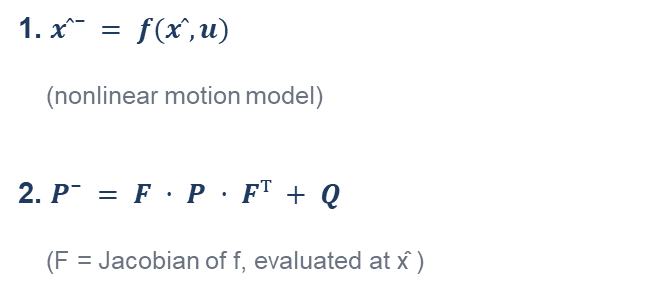 1. x̂⁻ = f(x̂, u)
(nonlinear motion model)
2. P⁻ = F · P · Fᵀ + Q
(F = Jacobian of f, evaluated at x̂ )